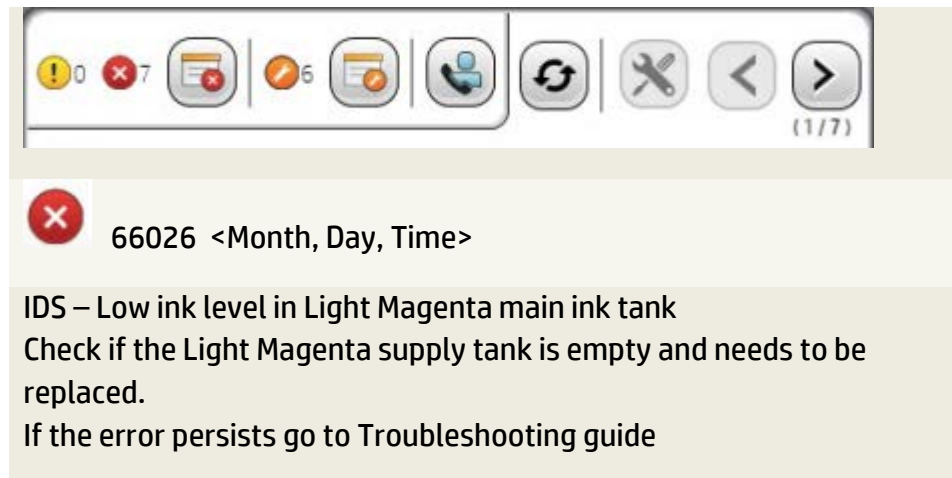 0 7 6
(1/7)
66026 <Month, Day, Time>
IDS – Low ink level in Light Magenta main ink tank
Check if the Light Magenta supply tank is empty and needs to be
replaced.
If the error persists go to Troubleshooting guide